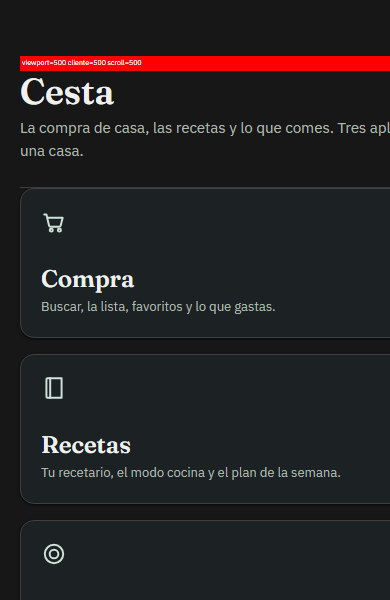 viewport=500 cliente=500 scroll=500
Cesta
La compra de casa, las recetas y lo que comes. Tres apl
una casa.
Compra
Buscar, la lista, favoritos y lo que gastas.
Recetas
Tu recetario, el modo cocina y el plan de la semana.